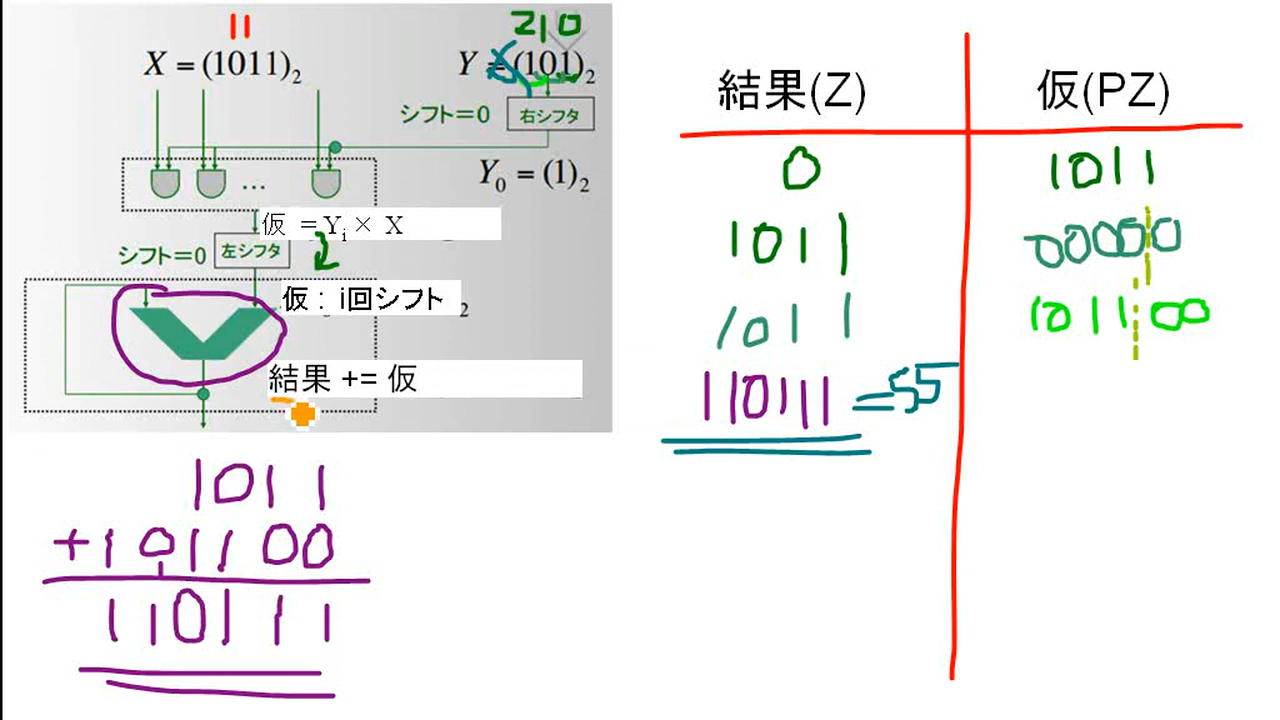 11
210
X = (1011)₂
Y = (101)₂
シフト=0 右シフタ
Y₀ = (1)₂
...
仮 = Yᵢ × X
シフト=0 左シフタ
仮：i回シフト
2
結果 += 仮
1011
+101100
110111
結果(Z) 仮(PZ)
0 1011
1011 00000
1011 101100
110111 = 55